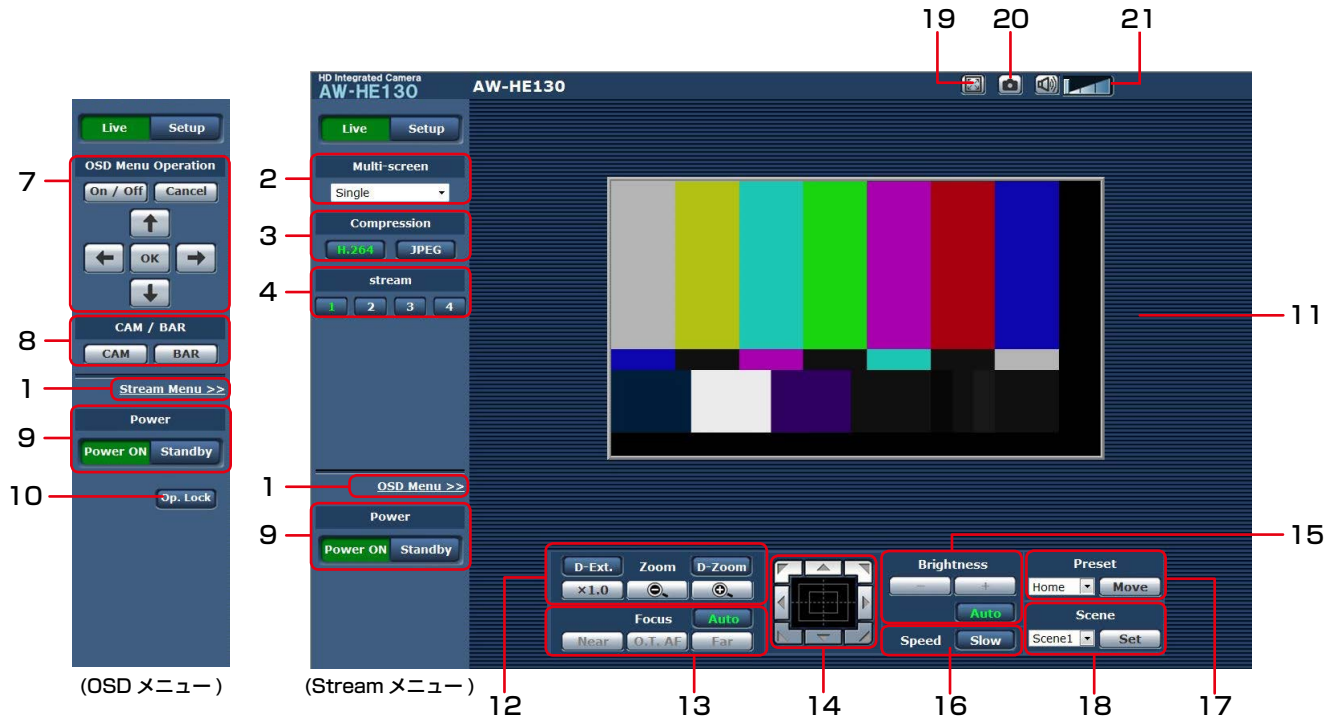 19 20 21
HD Integrated Camera
AW-HE130
AW-HE130
Live Setup
OSD Menu Operation
On / Off Cancel
OK
7
CAM / BAR
CAM BAR
8
1
Stream Menu >>
Power
Power ON Standby
9
10
Op. Lock
(OSD メニュー)
Live Setup
2
Multi-screen
Single
3
Compression
H.264 JPEG
4
stream
1 2 3 4
11
1
OSD Menu >>
9
Power
Power ON Standby
(Stream メニュー)
D-Ext. Zoom D-Zoom
×1.0
Focus Auto
Near O.T. AF Far
15
Brightness
− +
Auto
Speed Slow
Preset
Home Move
Scene
Scene1 Set
12 13 14 16 18 17